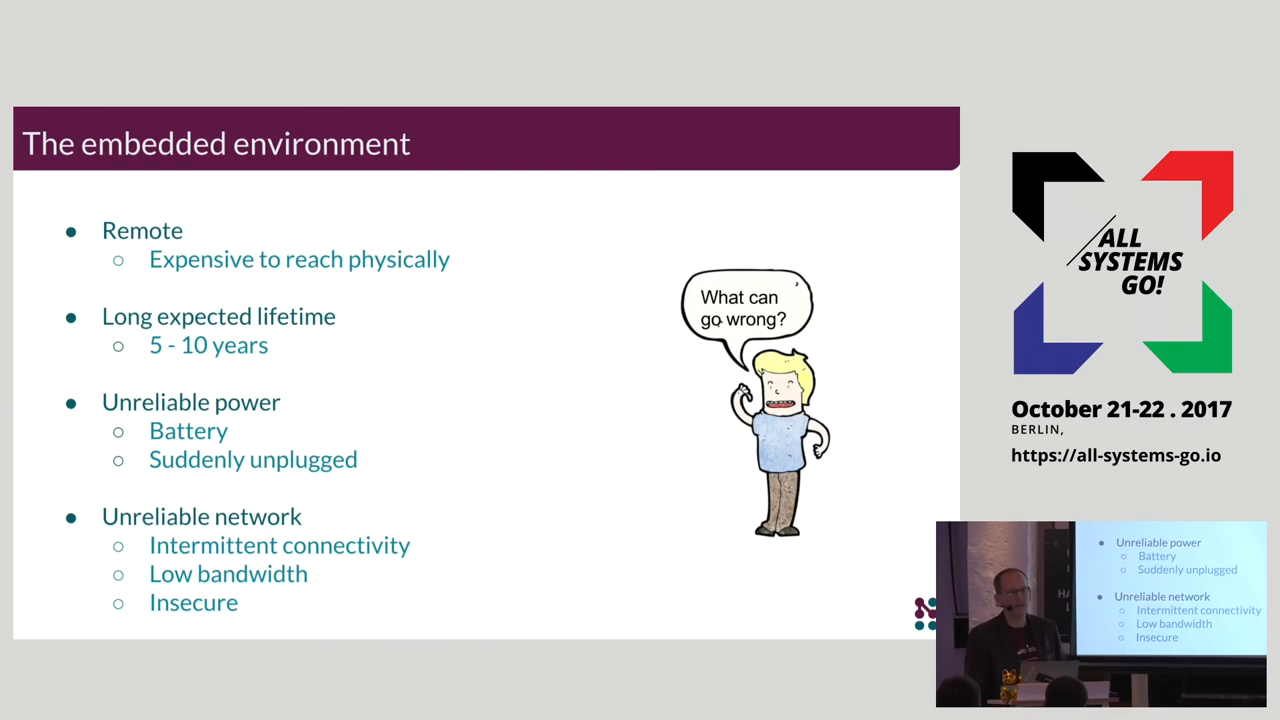 The embedded environment
● Remote
○ Expensive to reach physically
● Long expected lifetime
○ 5 - 10 years
● Unreliable power
○ Battery
○ Suddenly unplugged
● Unreliable network
○ Intermittent connectivity
○ Low bandwidth
○ Insecure
What can
go wrong?
ALL
SYSTEMS
GO!
October 21-22 . 2017
BERLIN,
https://all-systems-go.io
● Unreliable power
○ Battery
○ Suddenly unplugged
● Unreliable network
○ Intermittent connectivity
○ Low bandwidth
○ Insecure